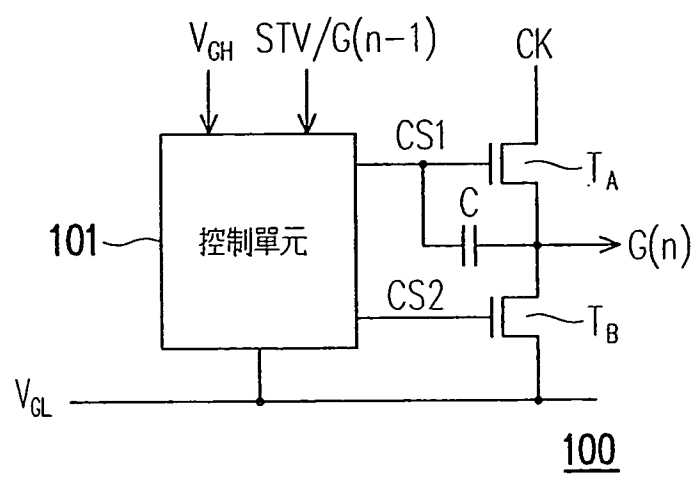 V_GH STV/G(n-1) CK
CS1
T_A
C
101
控制單元
G(n)
CS2
T_B
V_GL
100